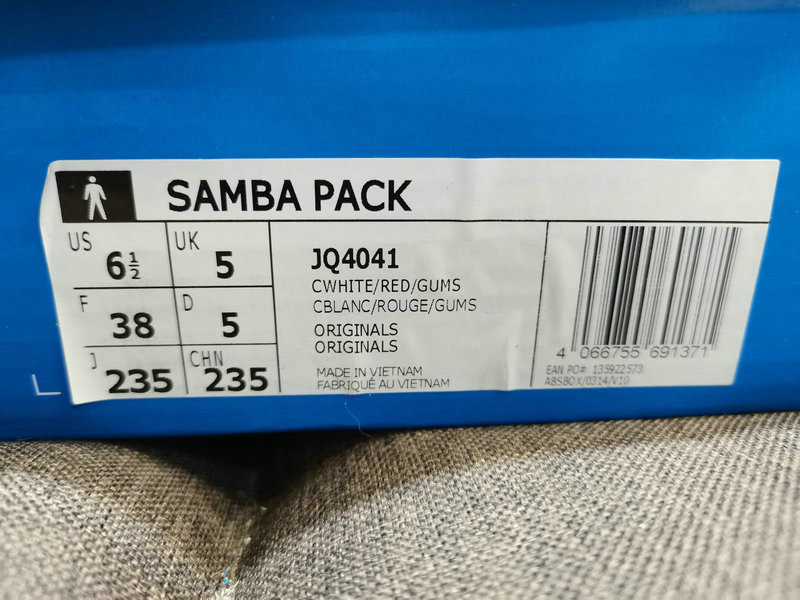 SAMBA PACK
US 6½ UK 5
F 38 D 5
J 235 CHN 235
JQ4041
CWHITE/RED/GUMS
CBLANC/ROUGE/GUMS
ORIGINALS
ORIGINALS
MADE IN VIETNAM
FABRIQUÉ AU VIETNAM
4 066755 691371
EAN PO# 135922573
ABSBOX/0314/V10
L